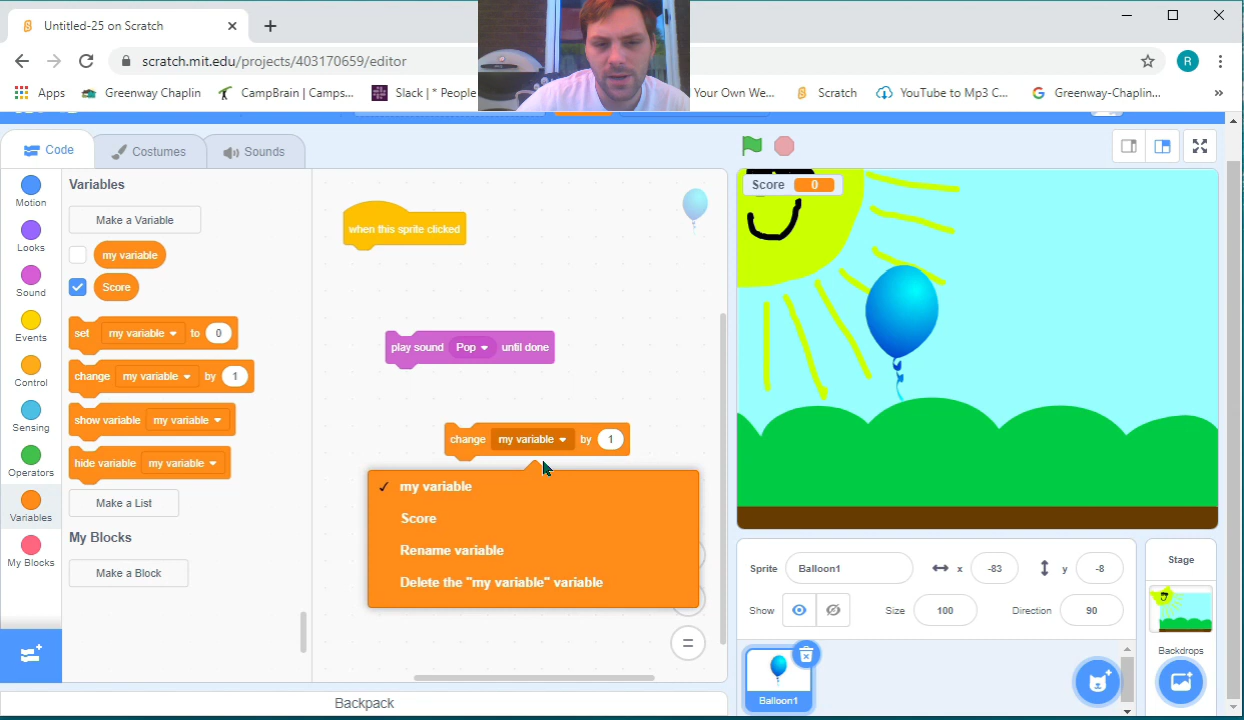 Untitled-25 on Scratch
scratch.mit.edu/projects/403170659/editor
R
Apps
Greenway Chaplin
CampBrain | Camps...
Slack | * People
Your Own We...
Scratch
YouTube to Mp3 C...
Greenway-Chaplin...
»
Code
Costumes
Sounds
Motion
Looks
Sound
Events
Control
Sensing
Operators
Variables
My Blocks
Variables
Make a Variable
my variable
Score
set my variable to 0
change my variable by 1
show variable my variable
hide variable my variable
Make a List
My Blocks
Make a Block
when this sprite clicked
play sound Pop until done
change my variable by 1
✓ my variable
Score
Rename variable
Delete the "my variable" variable
=
Backpack
Score 0
Sprite Balloon1 x -83 y -8
Show Size 100 Direction 90
Balloon1
Stage
Backdrops